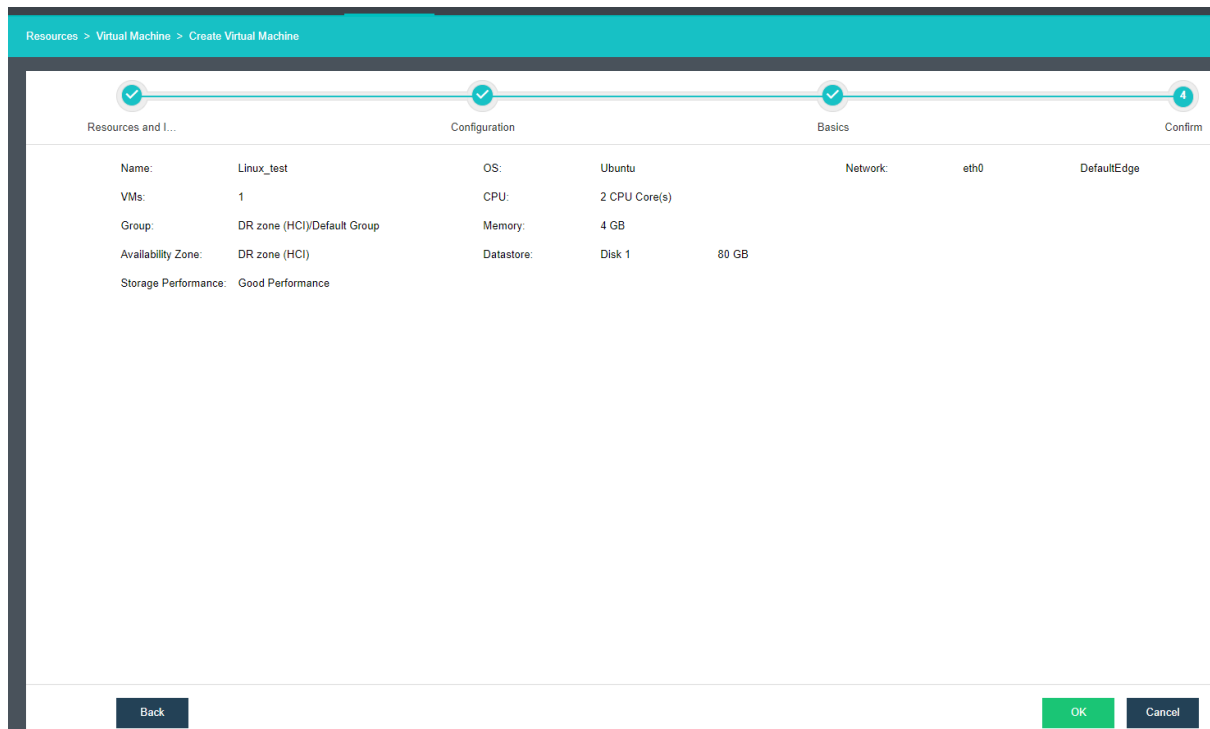 Resources > Virtual Machine > Create Virtual Machine
4
Resources and I... Configuration Basics Confirm
Name: Linux_test OS: Ubuntu Network: eth0 DefaultEdge
VMs: 1 CPU: 2 CPU Core(s)
Group: DR zone (HCI)/Default Group Memory: 4 GB
Availability Zone: DR zone (HCI) Datastore: Disk 1 80 GB
Storage Performance: Good Performance
Back OK Cancel